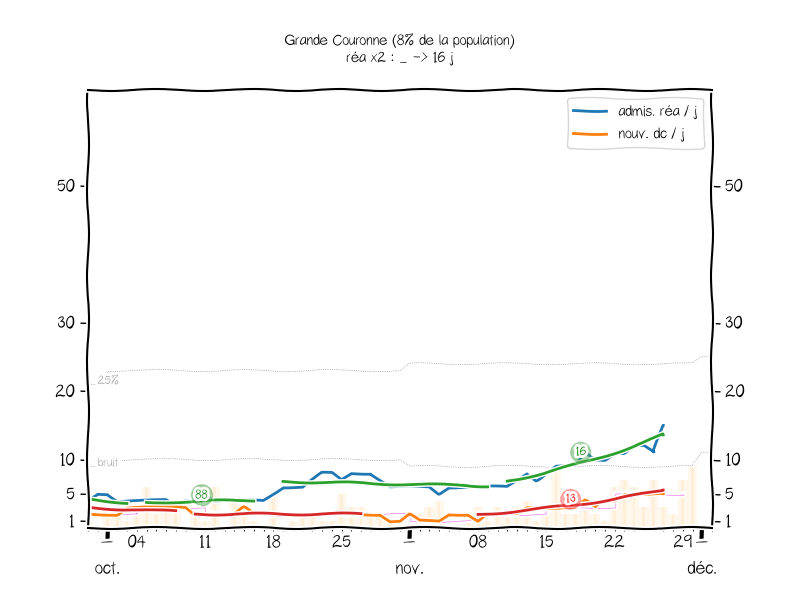 Grande Couronne (8% de la population)
réa x2 : _ -> 16 j
admis. réa / j
nouv. dc / j
50 50
30 30
25%
20 20
bruit
10 10
16
88
5 5
13
1 1
04 11 18 25 08 15 22 29
oct. nov. déc.